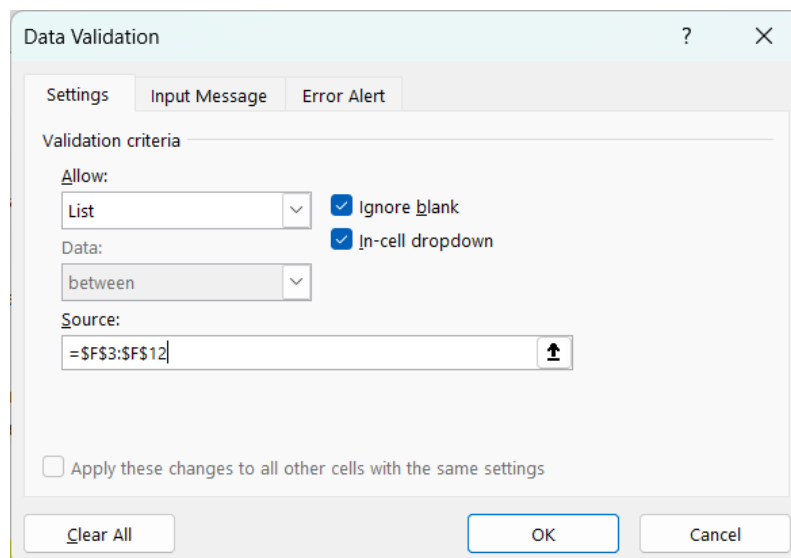 Data Validation ?
Settings Input Message Error Alert
Validation criteria
Allow:
List
Ignore blank
In-cell dropdown
Data:
between
Source:
=$F$3:$F$12
Apply these changes to all other cells with the same settings
Clear All OK Cancel